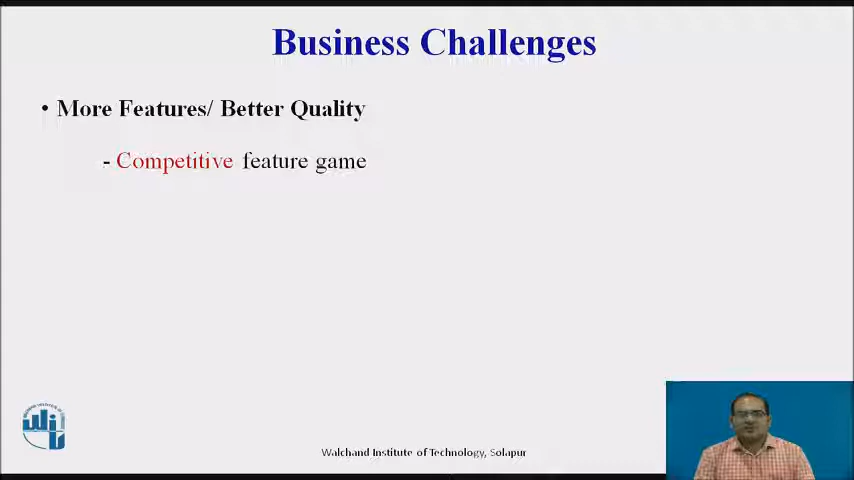 Business Challenges
• More Features/ Better Quality
- Competitive feature game
Walchand Institute of Technology, Solapur